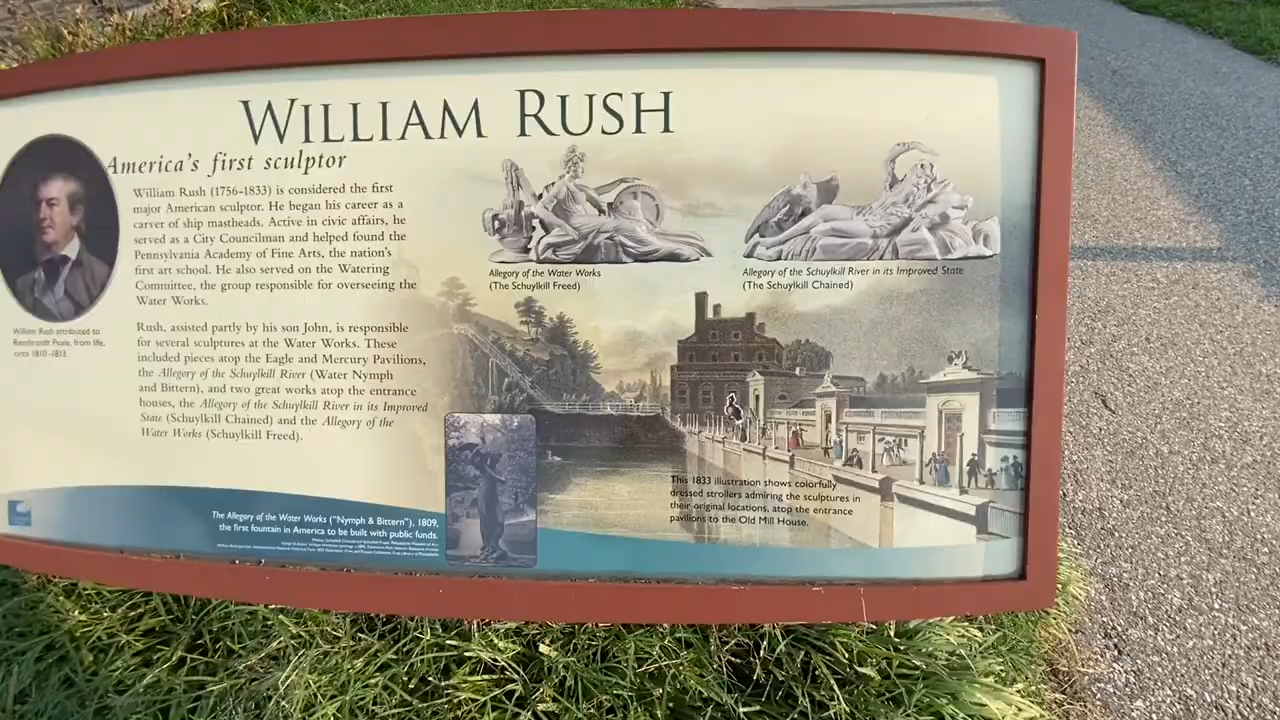 WILLIAM RUSH
America's first sculptor
William Rush (1756-1833) is considered the first
major American sculptor. He began his career as a
carver of ship mastheads. Active in civic affairs, he
served as a City Councilman and helped found the
Pennsylvania Academy of Fine Arts, the nation's
first art school. He also served on the Watering
Committee, the group responsible for overseeing the
Water Works.
Rush, assisted partly by his son John, is responsible
for several sculptures at the Water Works. These
included pieces atop the Eagle and Mercury Pavilions,
the Allegory of the Schuylkill River (Water Nymph
and Bittern), and two great works atop the entrance
houses, the Allegory of the Schuylkill River in its Improved
State (Schuylkill Chained) and the Allegory of the
Water Works (Schuylkill Freed).
William Rush attributed to
Rembrandt Peale, from life,
circa 1810-1813.
Allegory of the Water Works
(The Schuylkill Freed)
Allegory of the Schuylkill River in its Improved State
(The Schuylkill Chained)
This 1833 illustration shows colorfully
dressed strollers admiring the sculptures in
their original locations, atop the entrance
pavilions to the Old Mill House.
The Allegory of the Water Works ("Nymph & Bittern"), 1809,
the first fountain in America to be built with public funds.